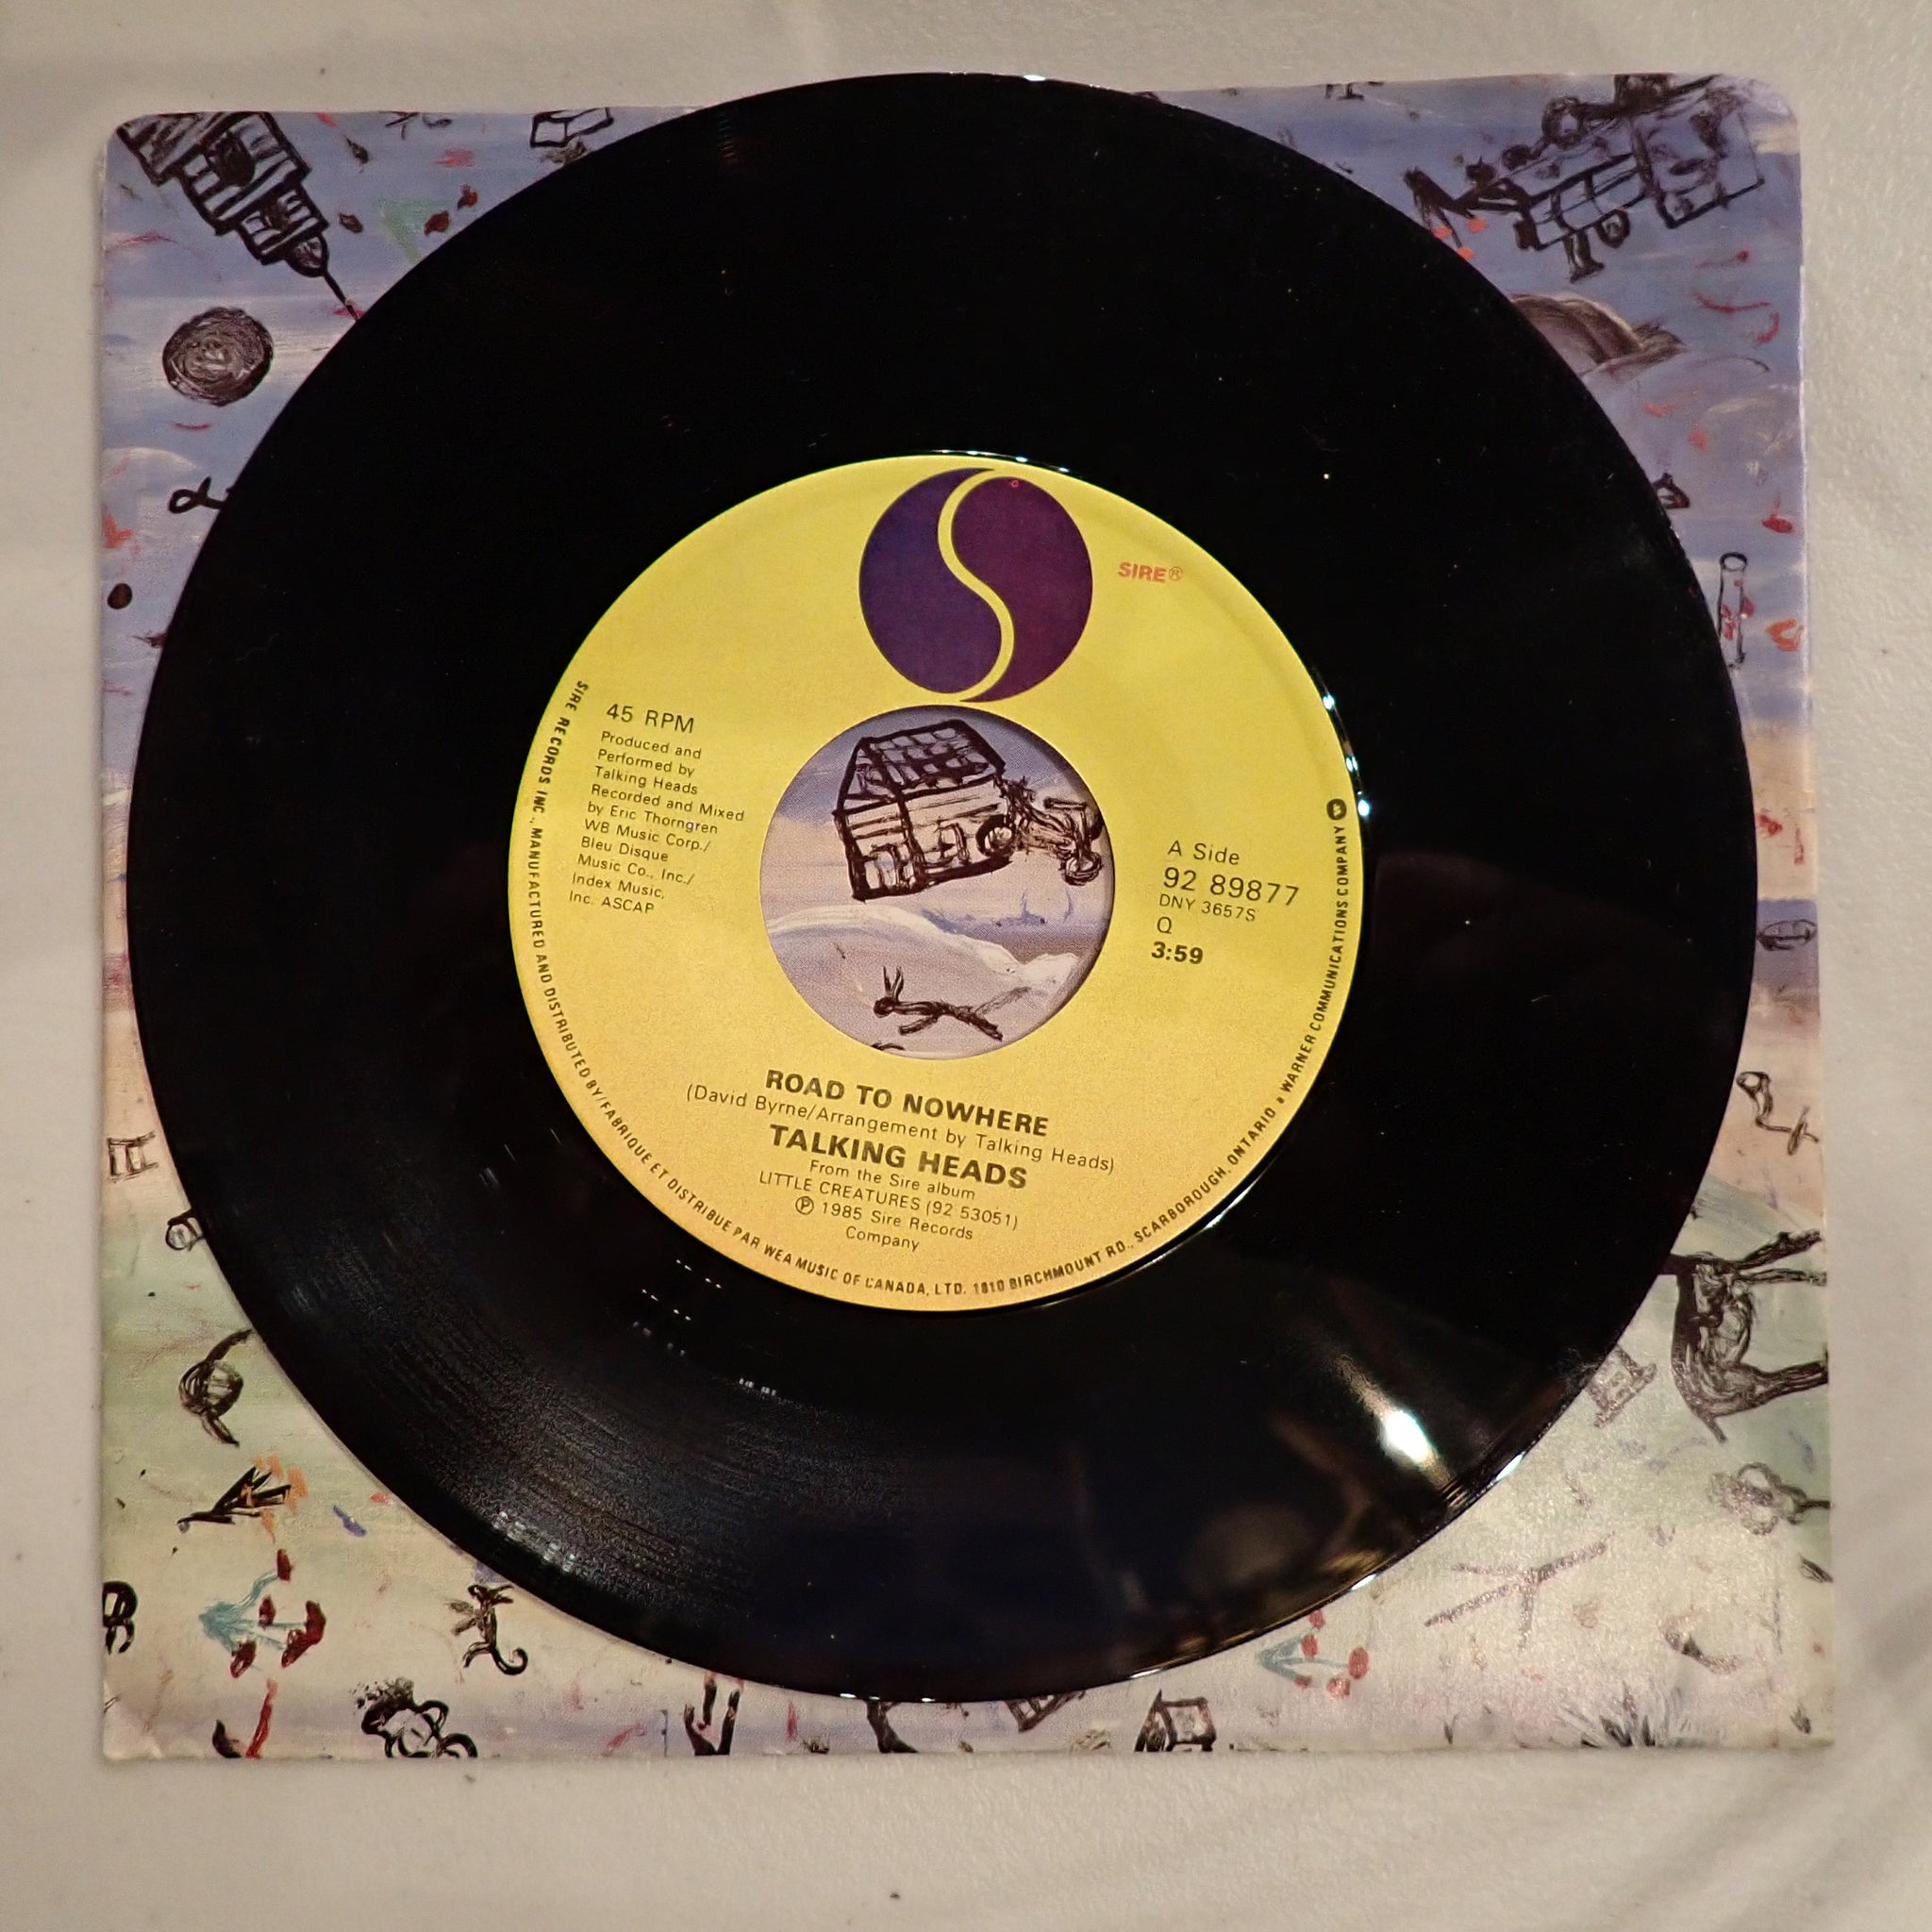 SIRE®
45 RPM
Produced and
Performed by
Talking Heads
Recorded and Mixed
by Eric Thorngren
WB Music Corp./
Bleu Disque
Music Co., Inc./
Index Music,
Inc. ASCAP
A Side
92 89877
DNY 3657S
Q
3:59
ROAD TO NOWHERE
(David Byrne/Arrangement by Talking Heads)
TALKING HEADS
From the Sire album
LITTLE CREATURES (92 53051)
℗ 1985 Sire Records
Company
SIRE RECORDS INC., MANUFACTURED AND DISTRIBUTED BY/FABRIQUE ET DISTRIBUE PAR WEA MUSIC OF CANADA, LTD. 1810 BIRCHMOUNT RD., SCARBOROUGH, ONTARIO • WARNER COMMUNICATIONS COMPANY